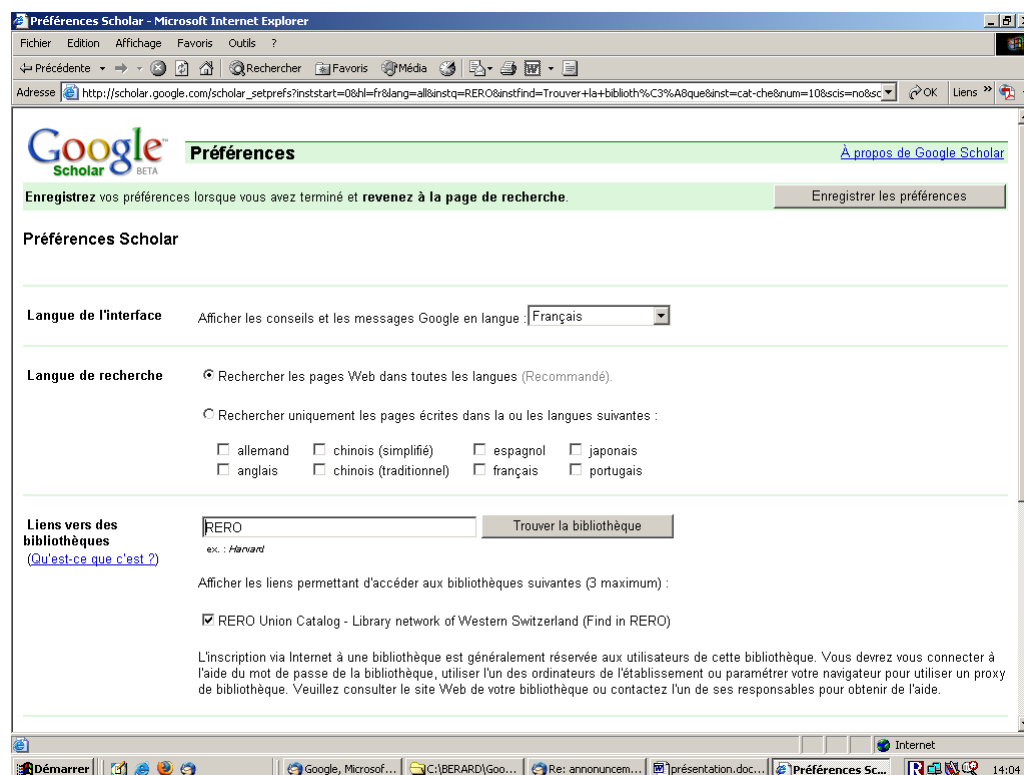 Préférences Scholar - Microsoft Internet Explorer
Fichier Edition Affichage Favoris Outils ?
Précédente Rechercher Favoris Média
Adresse http://scholar.google.com/scholar_setprefs?inststart=0&hl=fr&lang=all&instq=RERO&instfind=Trouver+la+biblioth%C3%A8que&inst=cat-che&num=10&scis=no&sc OK Liens »
Google Scholar BETA
Préférences
À propos de Google Scholar
Enregistrez vos préférences lorsque vous avez terminé et revenez à la page de recherche.
Enregistrer les préférences
Préférences Scholar
Langue de l'interface
Afficher les conseils et les messages Google en langue : Français
Langue de recherche
Rechercher les pages Web dans toutes les langues (Recommandé).
Rechercher uniquement les pages écrites dans la ou les langues suivantes :
allemand chinois (simplifié) espagnol japonais
anglais chinois (traditionnel) français portugais
Liens vers des
bibliothèques
(Qu'est-ce que c'est ?)
RERO Trouver la bibliothèque
ex. : Harvard
Afficher les liens permettant d'accéder aux bibliothèques suivantes (3 maximum) :
RERO Union Catalog - Library network of Western Switzerland (Find in RERO)
L'inscription via Internet à une bibliothèque est généralement réservée aux utilisateurs de cette bibliothèque. Vous devrez vous connecter à
l'aide du mot de passe de la bibliothèque, utiliser l'un des ordinateurs de l'établissement ou paramétrer votre navigateur pour utiliser un proxy
de bibliothèque. Veuillez consulter le site Web de votre bibliothèque ou contactez l'un de ses responsables pour obtenir de l'aide.
Internet
Démarrer Google, Microsof... C:\BERARD\Goo... Re: annonuncem... présentation.doc... Préférences Sc... 14:04